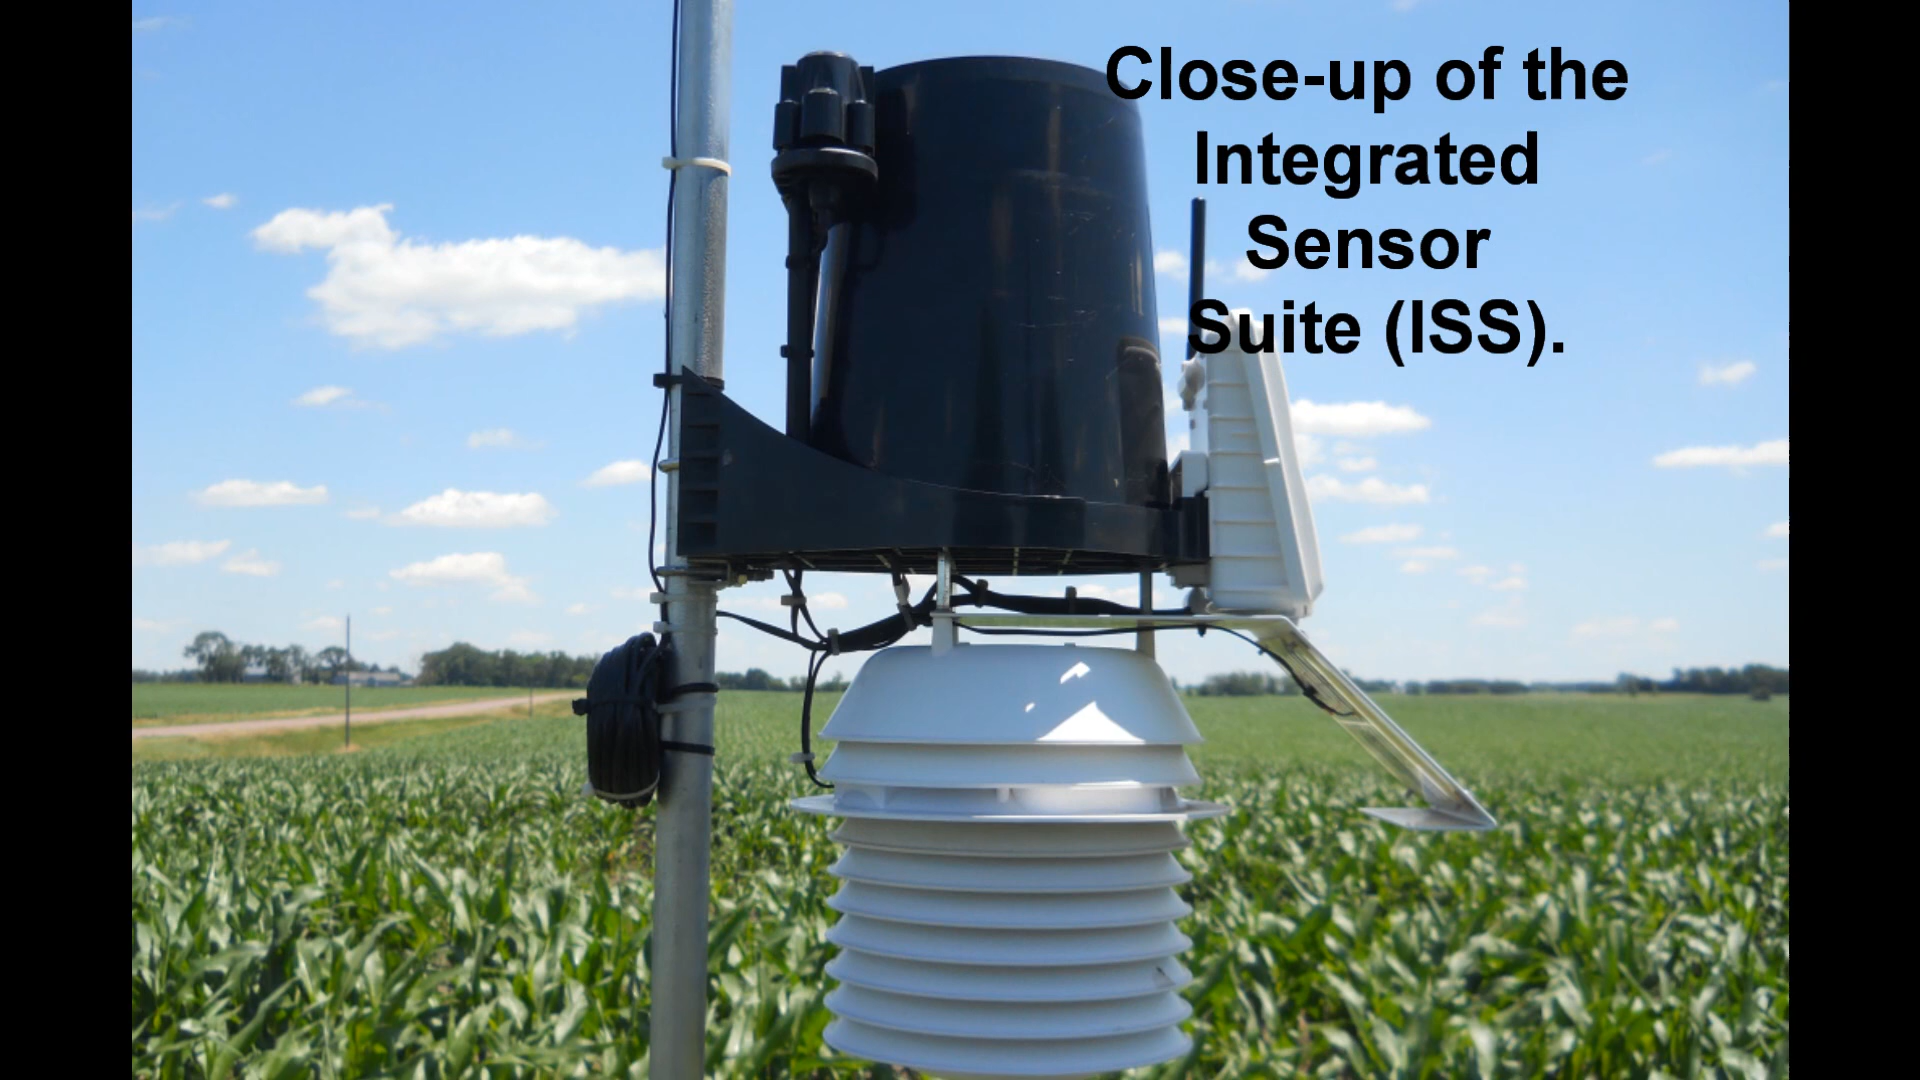 Close-up of the
Integrated
Sensor
Suite (ISS).